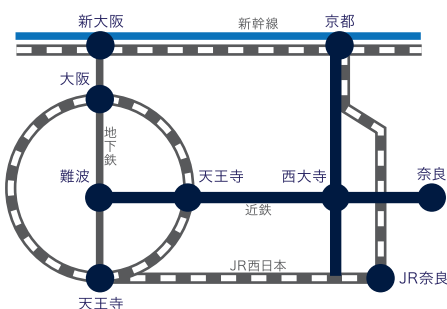 新大阪
新幹線
京都
大阪
地下鉄
難波
天王寺
西大寺
奈良
近鉄
JR西日本
JR奈良
天王寺